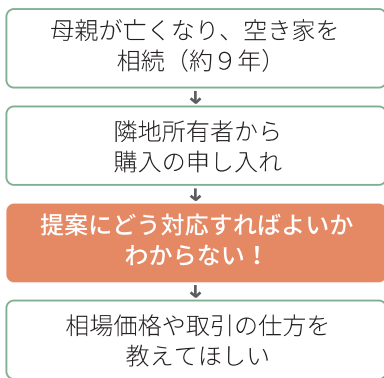 母親が亡くなり、空き家を
相続（約９年）
隣地所有者から
購入の申し入れ
提案にどう対応すればよいか
わからない！
相場価格や取引の仕方を
教えてほしい